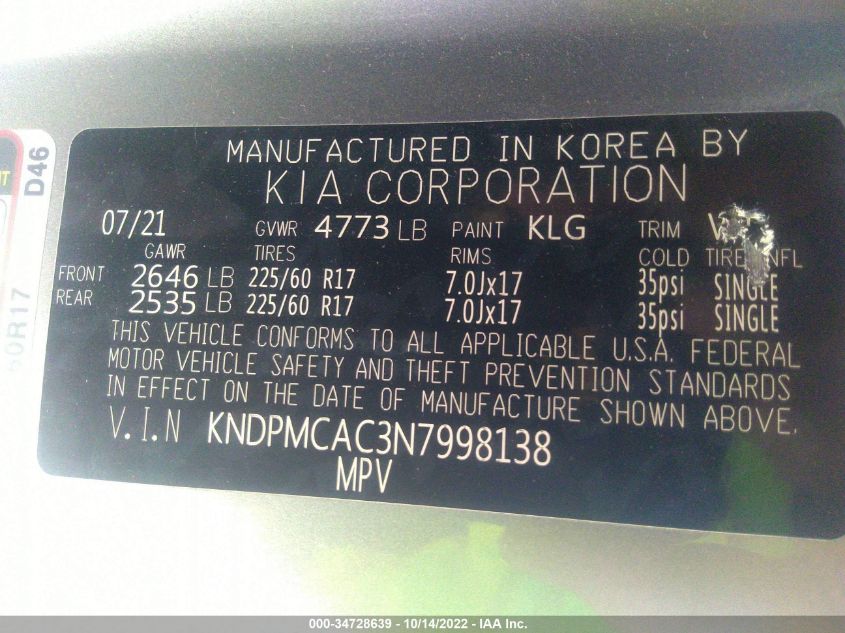 MANUFACTURED IN KOREA BY
KIA CORPORATION
07/21 GVWR 4773 LB PAINT KLG TRIM
GAWR TIRES RIMS COLD TIRE INFL
FRONT 2646 LB 225/60 R17 7.0Jx17 35psi SINGLE
REAR 2535 LB 225/60 R17 7.0Jx17 35psi SINGLE
THIS VEHICLE CONFORMS TO ALL APPLICABLE U.S.A. FEDERAL
MOTOR VEHICLE SAFETY AND THEFT PREVENTION STANDARDS
IN EFFECT ON THE DATE OF MANUFACTURE SHOWN ABOVE.
V.I.N KNDPMCAC3N7998138
MPV
D46
000-34728639 - 10/14/2022 - IAA Inc.